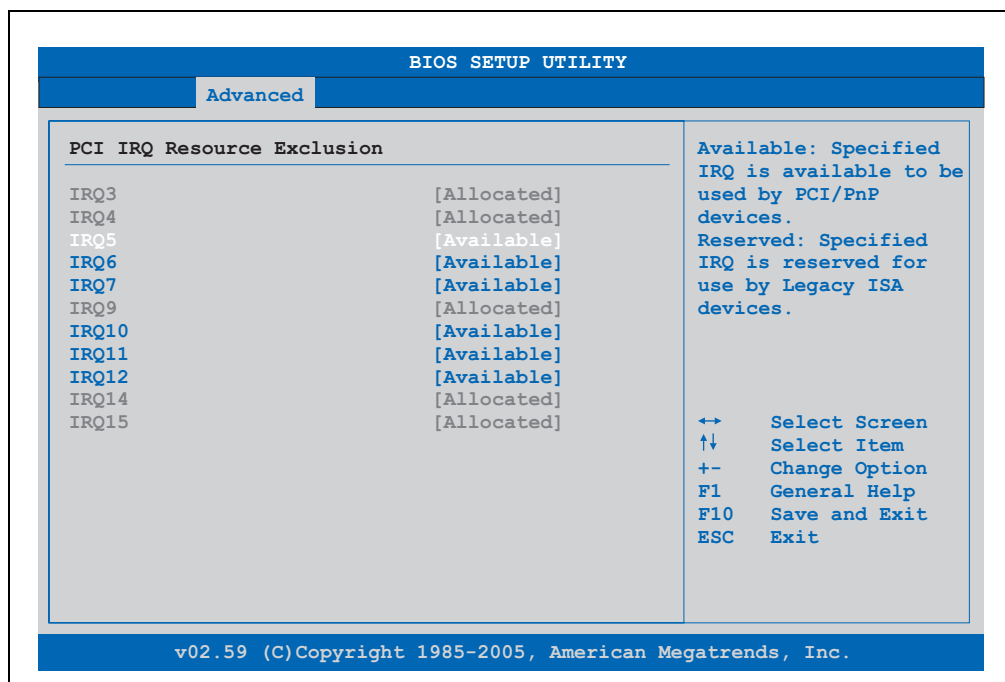 BIOS SETUP UTILITY
Advanced
PCI IRQ Resource Exclusion
IRQ3 [Allocated]
IRQ4 [Allocated]
IRQ5 [Available]
IRQ6 [Available]
IRQ7 [Available]
IRQ9 [Allocated]
IRQ10 [Available]
IRQ11 [Available]
IRQ12 [Available]
IRQ14 [Allocated]
IRQ15 [Allocated]
Available: Specified
IRQ is available to be
used by PCI/PnP
devices.
Reserved: Specified
IRQ is reserved for
use by Legacy ISA
devices.
↔ Select Screen
↑↓ Select Item
+- Change Option
F1 General Help
F10 Save and Exit
ESC Exit
v02.59 (C)Copyright 1985-2005, American Megatrends, Inc.